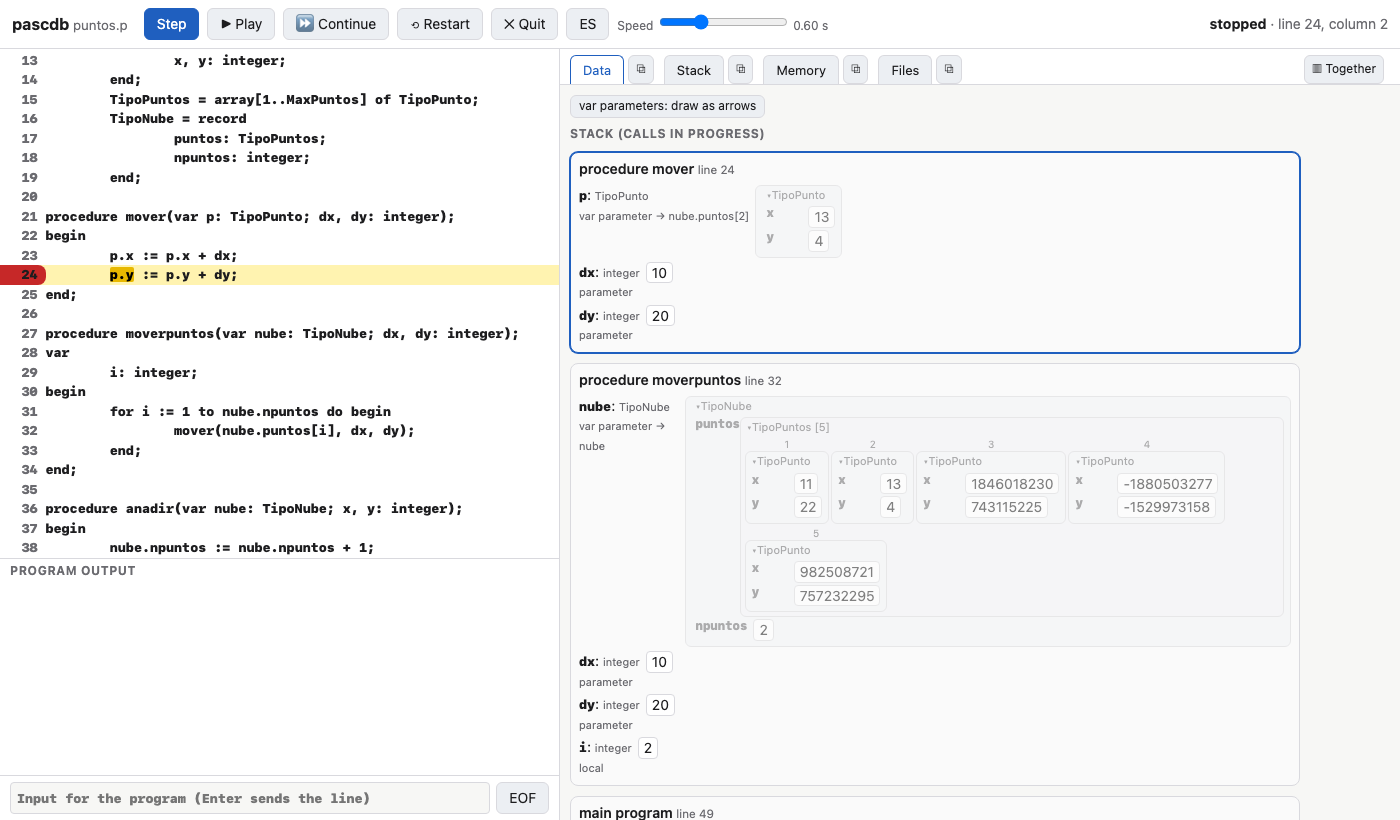 pascdb puntos.p Step ▶ Play ⏩ Continue ⟲ Restart ✕ Quit ES Speed 0.60 s stopped · line 24, column 2
13 x, y: integer;
14 end;
15 TipoPuntos = array[1..MaxPuntos] of TipoPunto;
16 TipoNube = record
17 puntos: TipoPuntos;
18 npuntos: integer;
19 end;
20
21 procedure mover(var p: TipoPunto; dx, dy: integer);
22 begin
23 p.x := p.x + dx;
24 p.y := p.y + dy;
25 end;
26
27 procedure moverpuntos(var nube: TipoNube; dx, dy: integer);
28 var
29 i: integer;
30 begin
31 for i := 1 to nube.npuntos do begin
32 mover(nube.puntos[i], dx, dy);
33 end;
34 end;
35
36 procedure anadir(var nube: TipoNube; x, y: integer);
37 begin
38 nube.npuntos := nube.npuntos + 1;
PROGRAM OUTPUT
Input for the program (Enter sends the line) EOF
Data Stack Memory Files Together
var parameters: draw as arrows
STACK (CALLS IN PROGRESS)
procedure mover line 24
p: TipoPunto
var parameter → nube.puntos[2]
▾TipoPunto
x 13
y 4
dx: integer 10
parameter
dy: integer 20
parameter
procedure moverpuntos line 32
nube: TipoNube
var parameter →
nube
▾TipoNube
puntos ▾TipoPuntos [5]
1 2 3 4
▾TipoPunto ▾TipoPunto ▾TipoPunto ▾TipoPunto
x 11 x 13 x 1846018230 x -1880503277
y 22 y 4 y 743115225 y -1529973158
5
▾TipoPunto
x 982508721
y 757232295
npuntos 2
dx: integer 10
parameter
dy: integer 20
parameter
i: integer 2
local
main program line 49